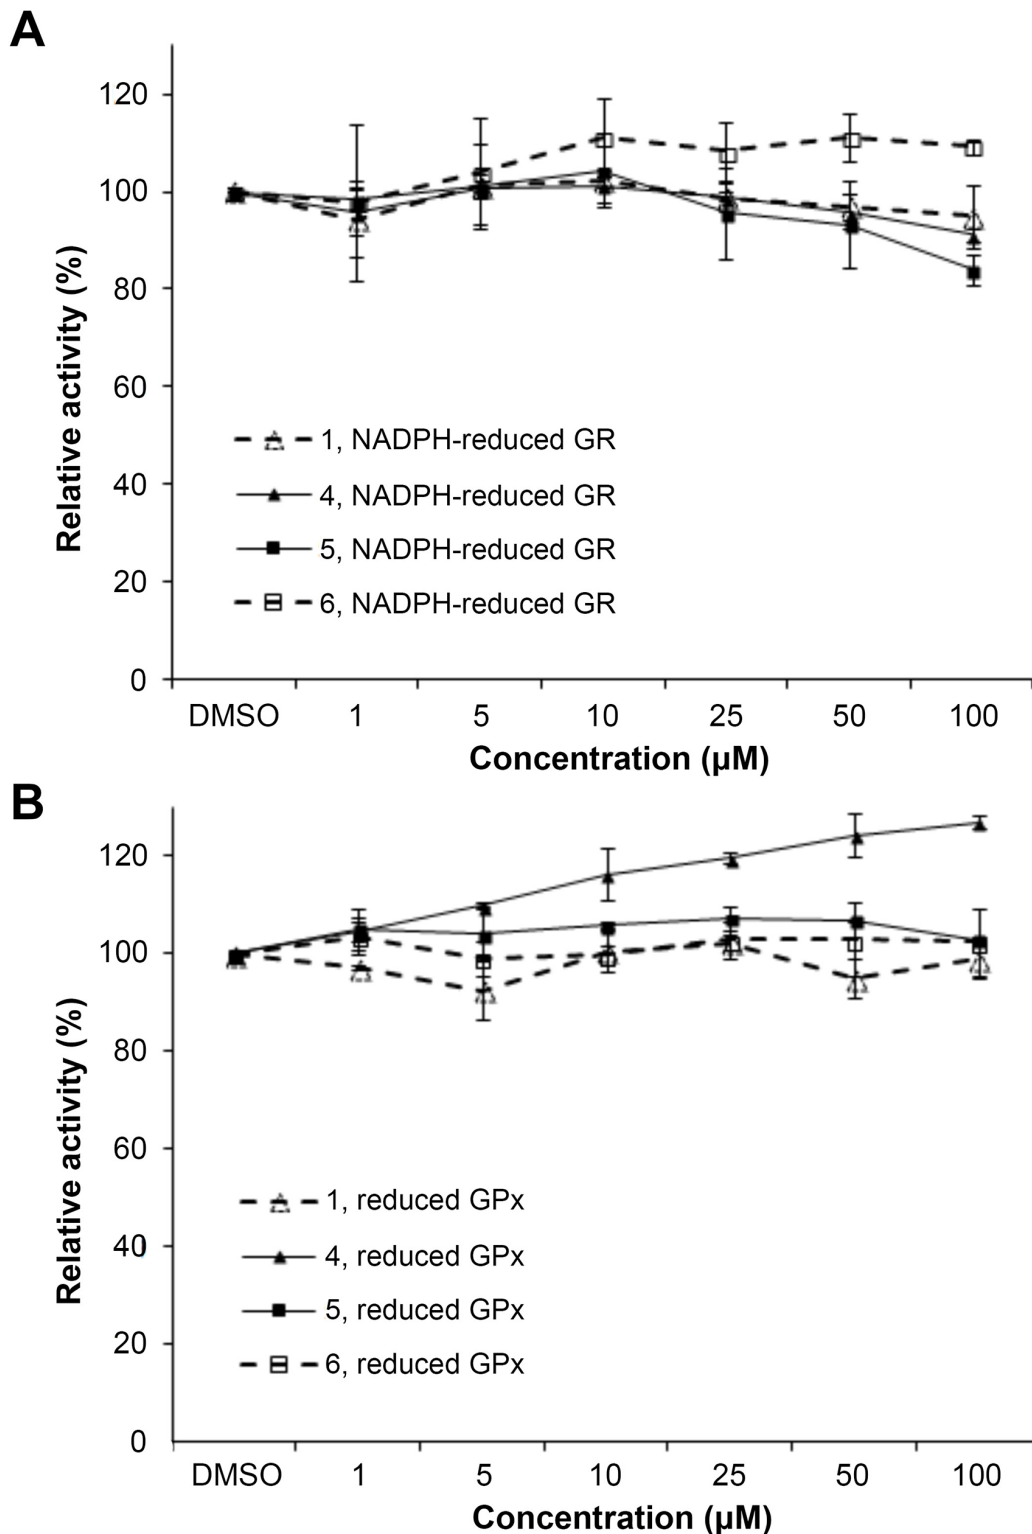 A
120
100
80
60
40
20
0
Relative activity (%)
1, NADPH-reduced GR
4, NADPH-reduced GR
5, NADPH-reduced GR
6, NADPH-reduced GR
DMSO 1 5 10 25 50 100
Concentration (µM)
B
120
100
80
60
40
20
0
Relative activity (%)
1, reduced GPx
4, reduced GPx
5, reduced GPx
6, reduced GPx
DMSO 1 5 10 25 50 100
Concentration (µM)